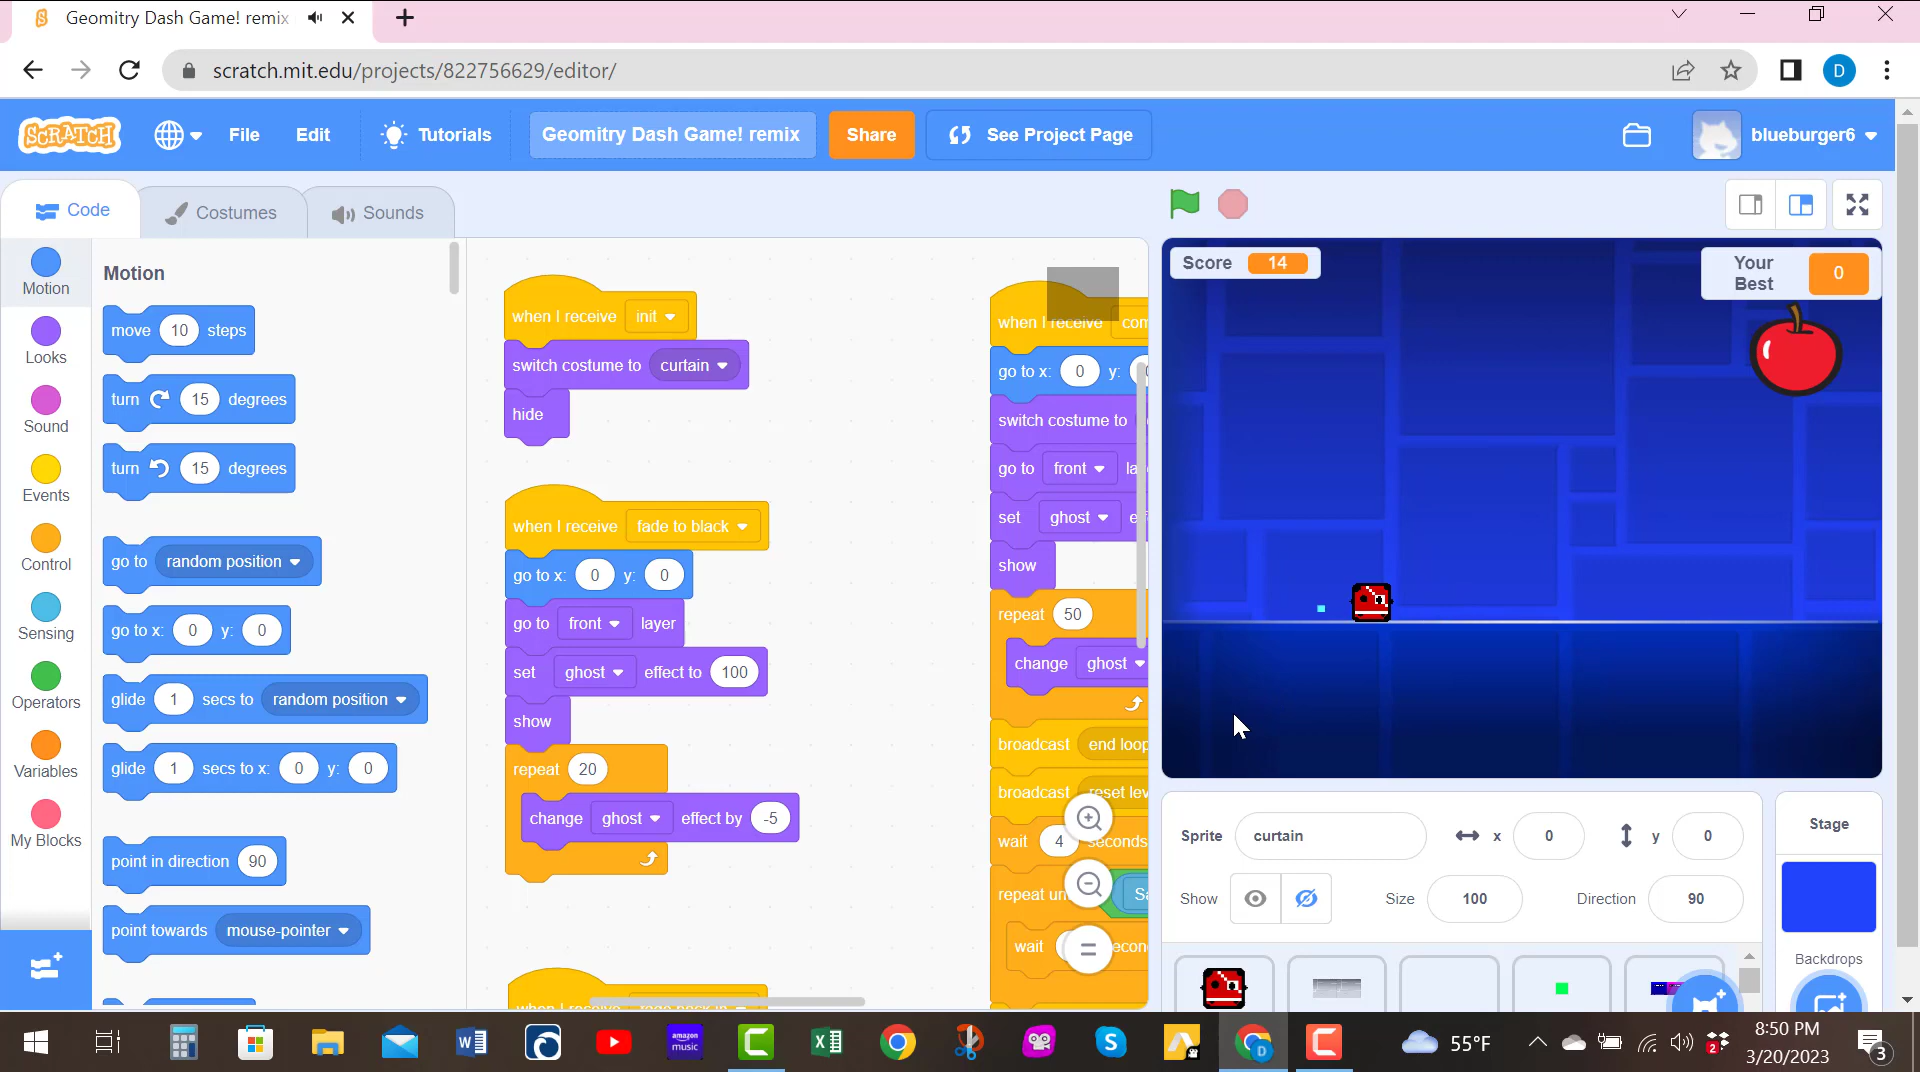 Geomitry Dash Game! remix
scratch.mit.edu/projects/822756629/editor/
D
SCRATCH
File
Edit
Tutorials
Geomitry Dash Game! remix
Share
See Project Page
blueburger6
Code
Costumes
Sounds
Motion
Looks
Sound
Events
Control
Sensing
Operators
Variables
My Blocks
Motion
move 10 steps
turn 15 degrees
turn 15 degrees
go to random position
go to x: 0 y: 0
glide 1 secs to random position
glide 1 secs to x: 0 y: 0
point in direction 90
point towards mouse-pointer
when I receive init
switch costume to curtain
hide
when I receive fade to black
go to x: 0 y: 0
go to front layer
set ghost effect to 100
show
repeat 20
change ghost effect by -5
when I receive
when I receive
go to x: 0 y:
switch costume to
go to front
set ghost
show
repeat 50
change ghost
broadcast end loop
broadcast reset
wait 4 seconds
repeat
wait
Score 14
Your Best 0
Sprite curtain x 0 y 0
Show Size 100 Direction 90
Stage
Backdrops
amazon music
55°F
8:50 PM
3/20/2023
2
3